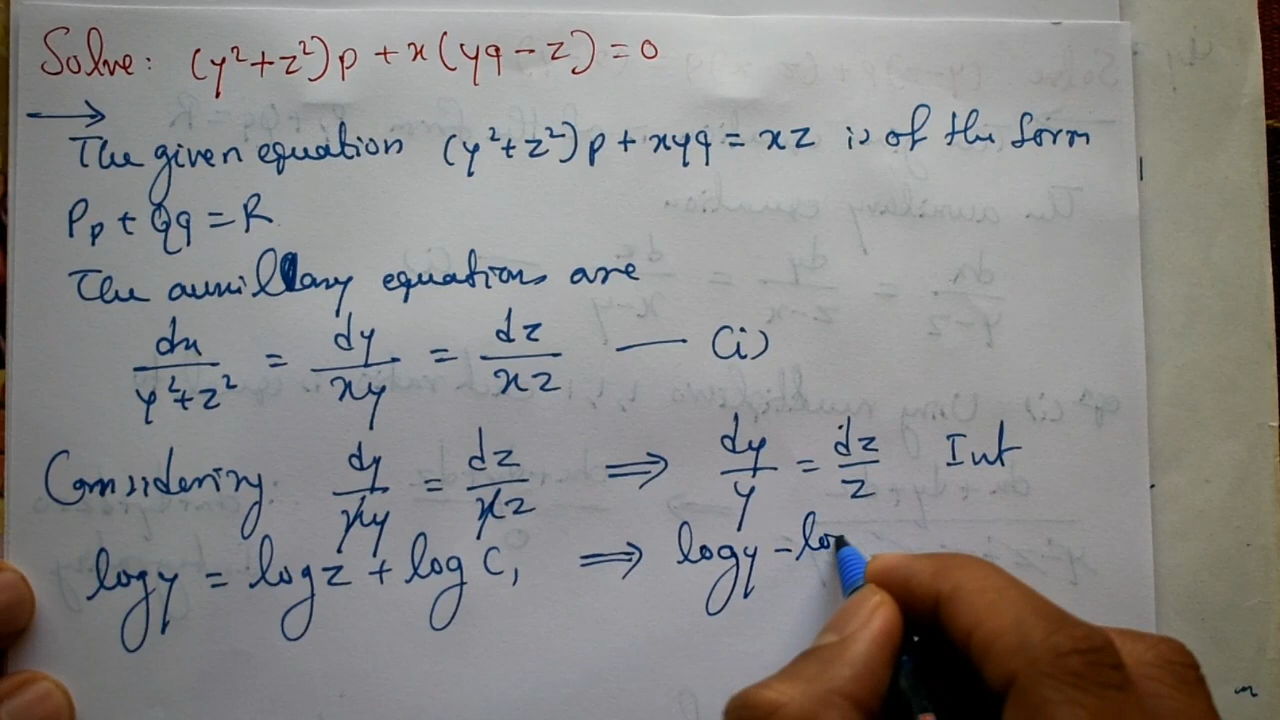 Solve: (y²+z²)p + x(yq - z) = 0
→
The given equation (y²+z²)p + xyq = xz is of the form
Pp + Qq = R
The auxillary equations are
dx/(y²+z²) = dy/xy = dz/xz — (i)
Considering dy/xy = dz/xz ⟹ dy/y = dz/z Int
log y = log z + log C₁ ⟹ log y - lo